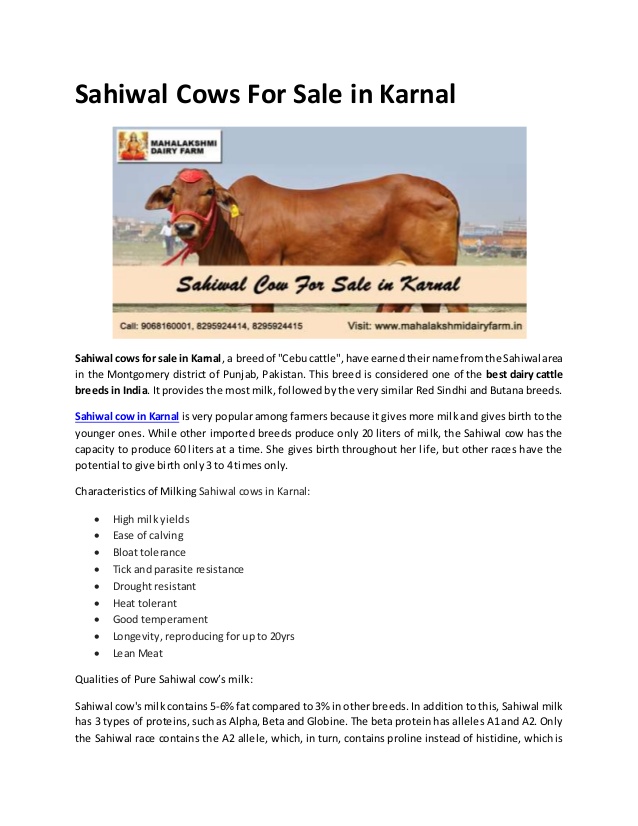 Sahiwal Cows For Sale in Karnal
MAHALAKSHMI
DAIRY FARM
Sahiwal Cow For Sale in Karnal
Call: 9068160001, 8295924414, 8295924415 Visit: www.mahalakshmidairyfarm.in
Sahiwal cows for sale in Karnal, a breed of "Cebu cattle", have earned their name from the Sahiwal area
in the Montgomery district of Punjab, Pakistan. This breed is considered one of the best dairy cattle
breeds in India. It provides the most milk, followed by the very similar Red Sindhi and Butana breeds.
Sahiwal cow in Karnal is very popular among farmers because it gives more milk and gives birth to the
younger ones. While other imported breeds produce only 20 liters of milk, the Sahiwal cow has the
capacity to produce 60 liters at a time. She gives birth throughout her life, but other races have the
potential to give birth only 3 to 4 times only.
Characteristics of Milking Sahiwal cows in Karnal:
• High milk yields
• Ease of calving
• Bloat tolerance
• Tick and parasite resistance
• Drought resistant
• Heat tolerant
• Good temperament
• Longevity, reproducing for up to 20yrs
• Lean Meat
Qualities of Pure Sahiwal cow’s milk:
Sahiwal cow's milk contains 5-6% fat compared to 3% in other breeds. In addition to this, Sahiwal milk
has 3 types of proteins, such as Alpha, Beta and Globine. The beta protein has alleles A1 and A2. Only
the Sahiwal race contains the A2 allele, which, in turn, contains proline instead of histidine, which is